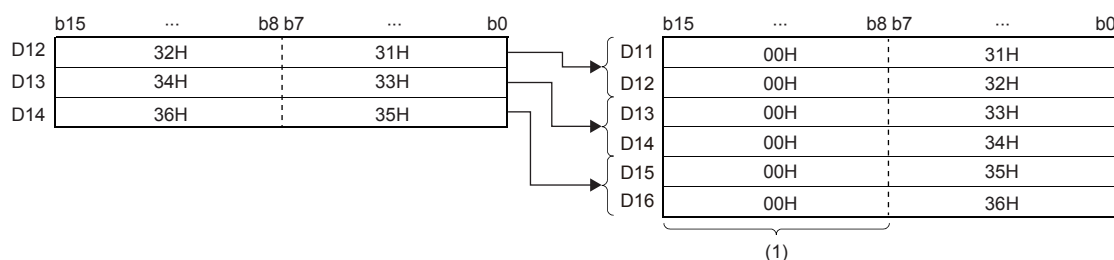 b15 ... b8 b7 ... b0
D12 32H 31H
D13 34H 33H
D14 36H 35H
b15 ... b8 b7 ... b0
D11 00H 31H
D12 00H 32H
D13 00H 33H
D14 00H 34H
D15 00H 35H
D16 00H 36H
(1)